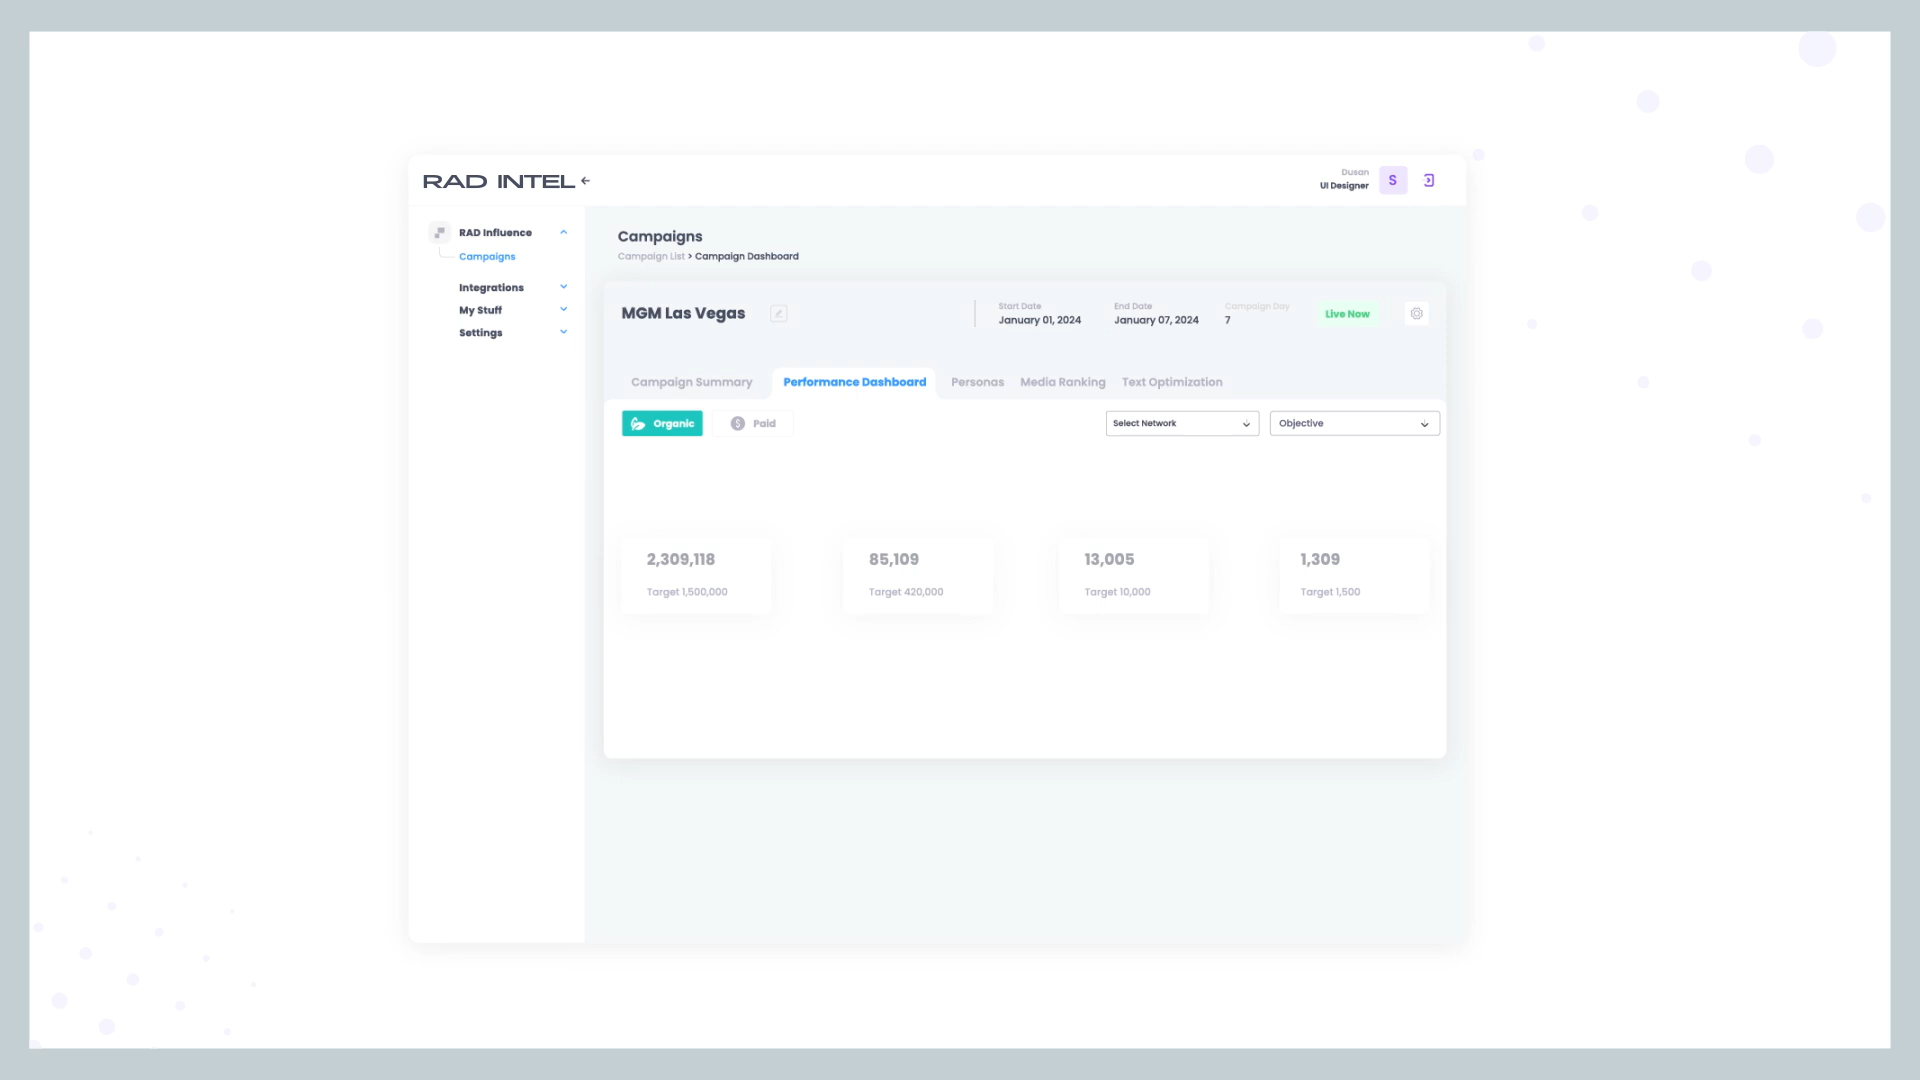 RAD INTEL
Dusan
UI Designer
S
RAD Influence
Campaigns
Integrations
My Stuff
Settings
Campaigns
Campaign List > Campaign Dashboard
MGM Las Vegas
Start Date
January 01, 2024
End Date
January 07, 2024
Campaign Day
7
Live Now
Campaign Summary
Performance Dashboard
Personas
Media Ranking
Text Optimization
Organic
$ Paid
Select Network
Objective
2,309,118
Target 1,500,000
85,109
Target 420,000
13,005
Target 10,000
1,309
Target 1,500